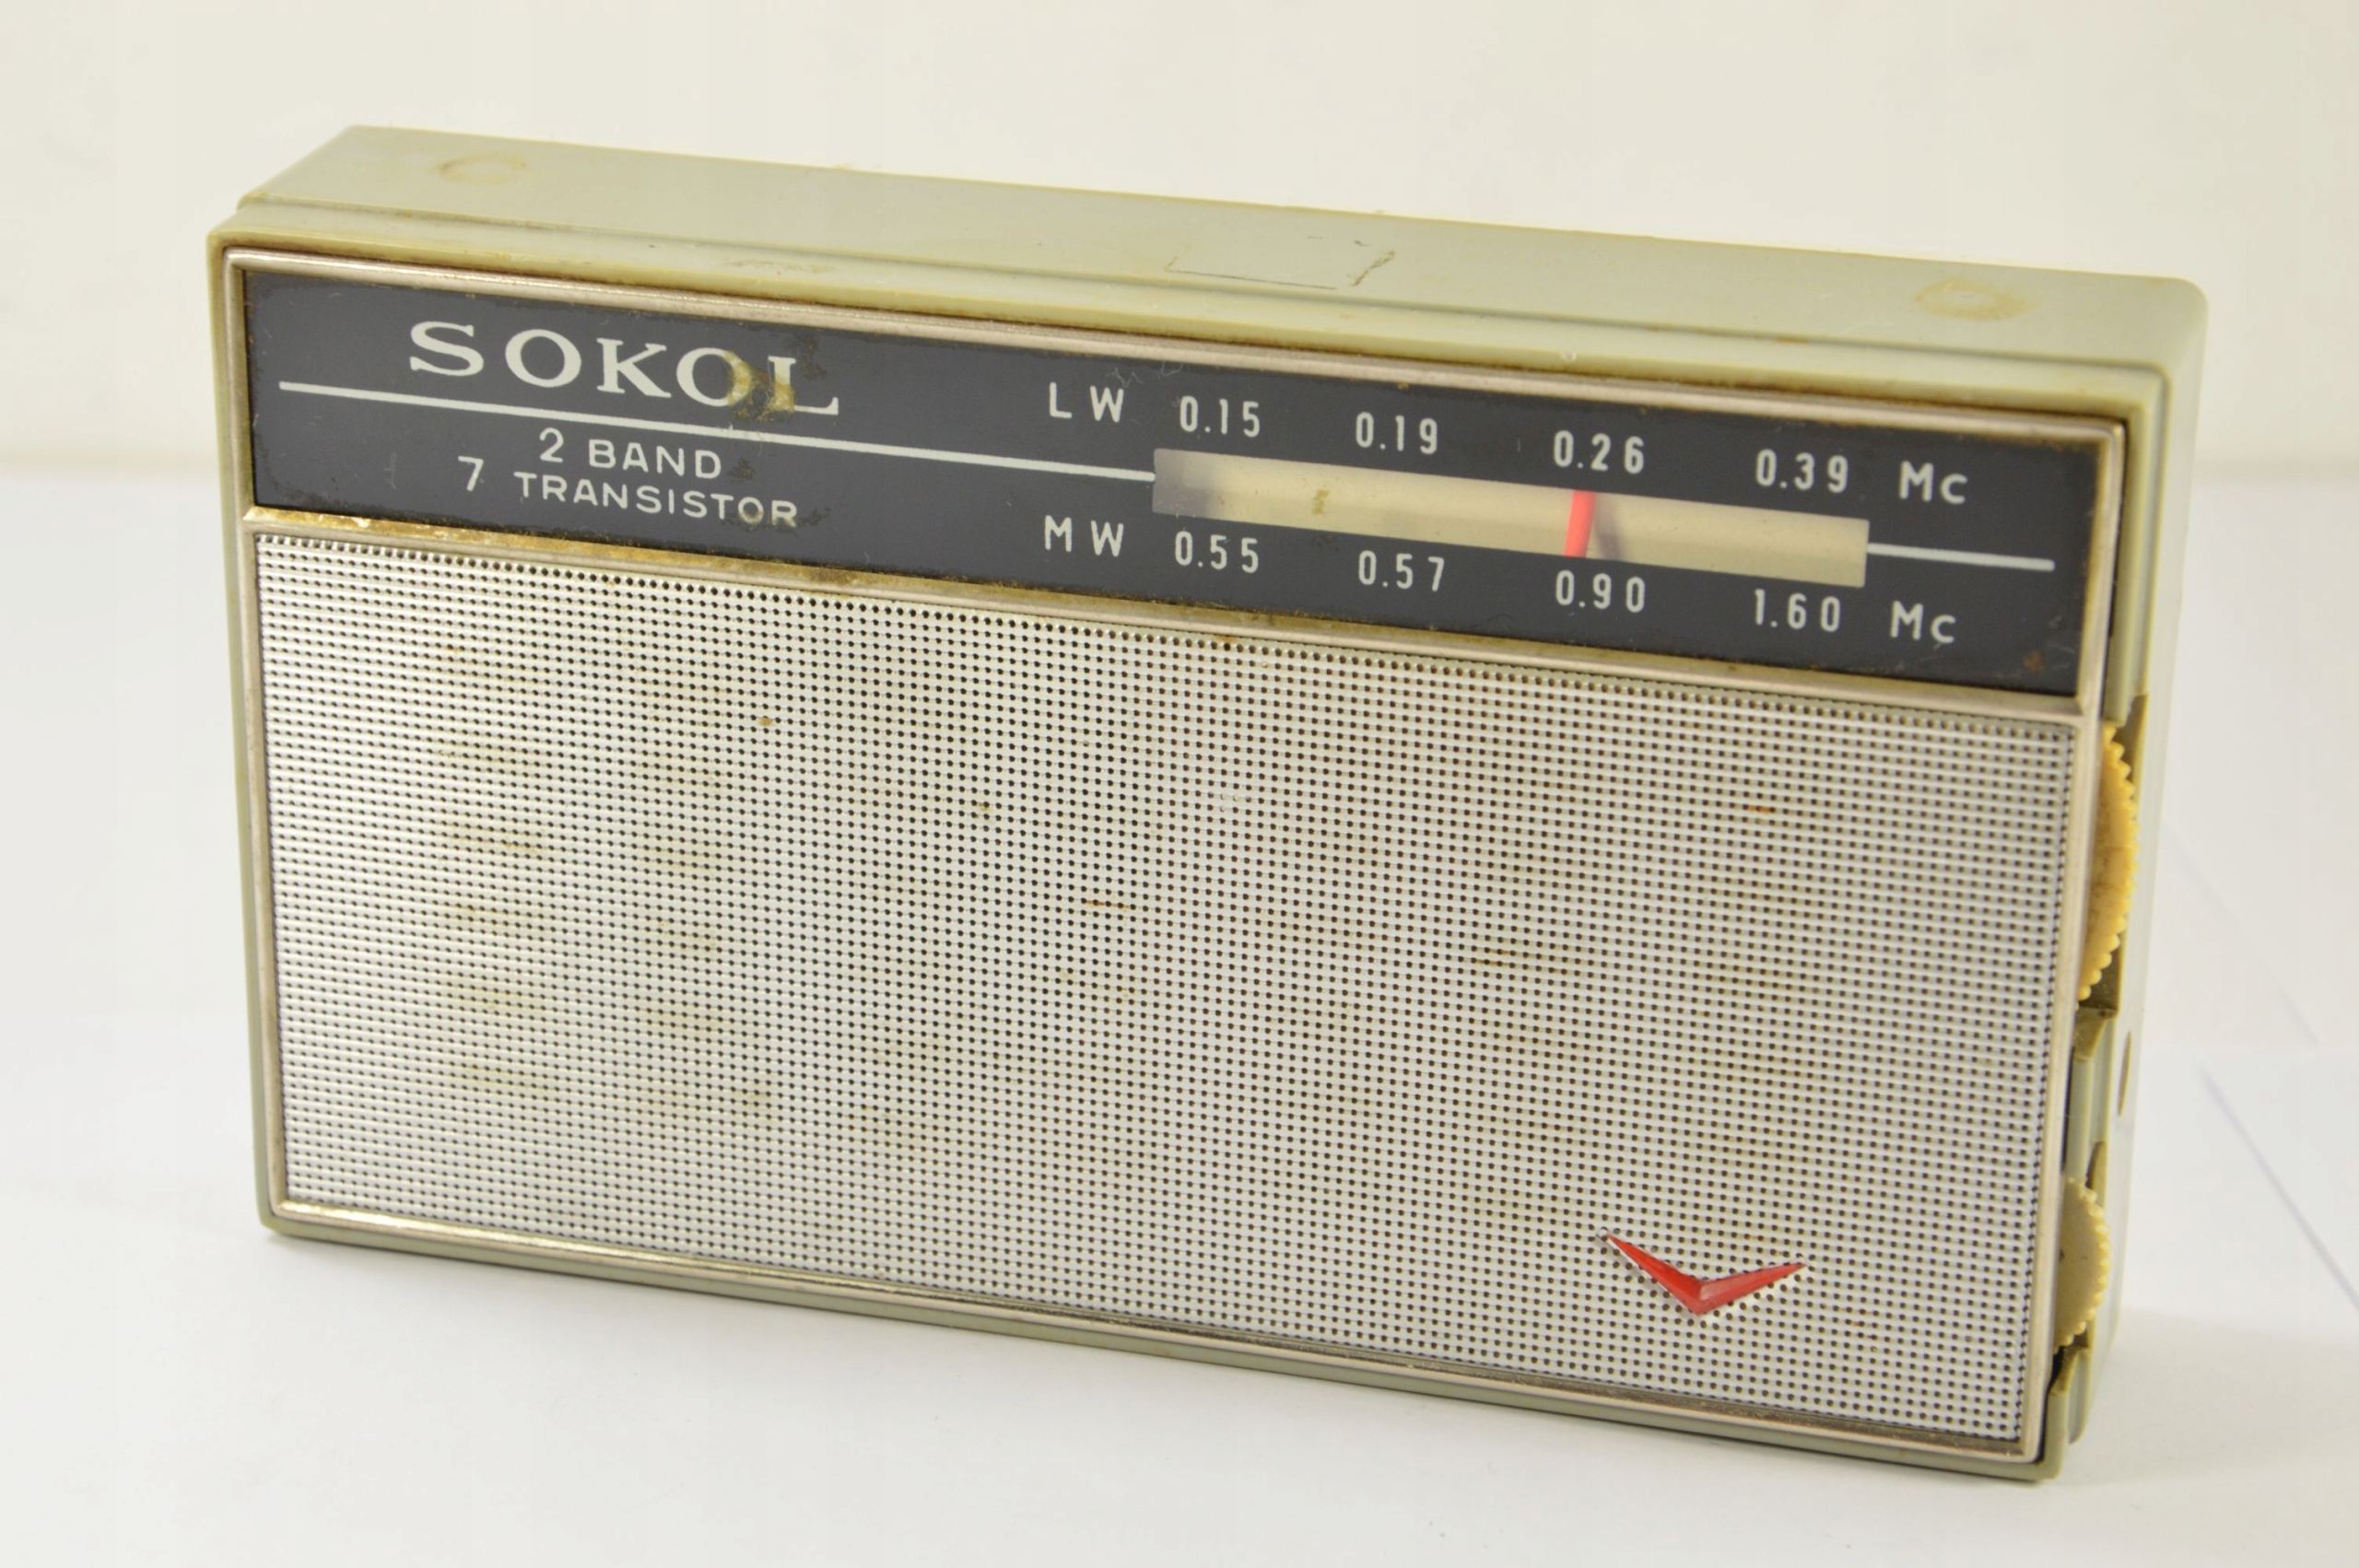 SOKOL
2 BAND
7 TRANSISTOR
LW 0.15 0.19 0.26 0.39 Mc
MW 0.55 0.57 0.90 1.60 Mc